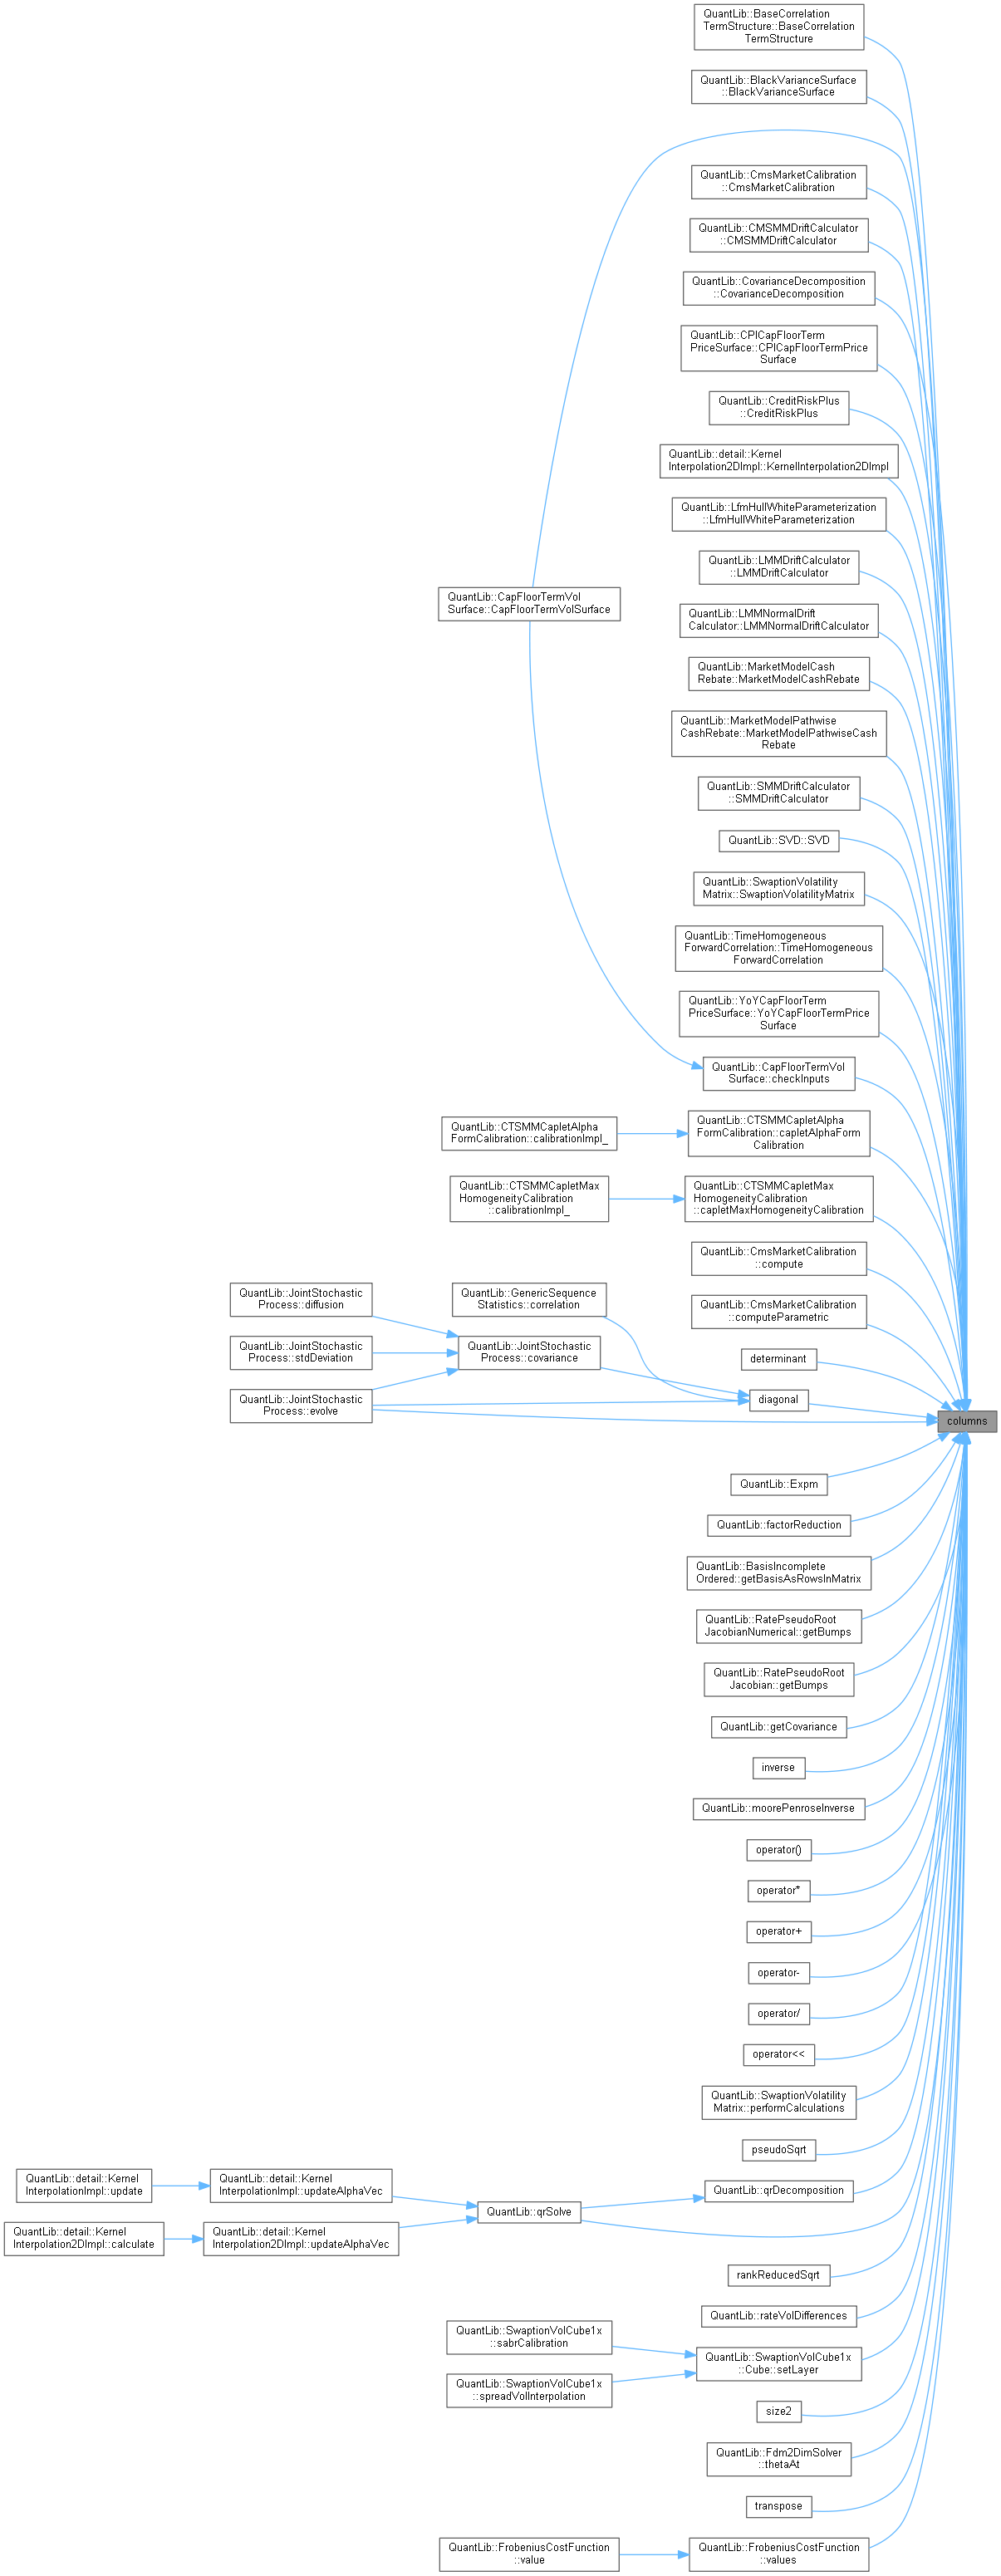 QuantLib::BaseCorrelation
TermStructure::BaseCorrelation
TermStructure
QuantLib::BlackVarianceSurface
::BlackVarianceSurface
QuantLib::CmsMarketCalibration
::CmsMarketCalibration
QuantLib::CMSMMDriftCalculator
::CMSMMDriftCalculator
QuantLib::CovarianceDecomposition
::CovarianceDecomposition
QuantLib::CPICapFloorTerm
PriceSurface::CPICapFloorTermPrice
Surface
QuantLib::CreditRiskPlus
::CreditRiskPlus
QuantLib::detail::Kernel
Interpolation2DImpl::KernelInterpolation2DImpl
QuantLib::LfmHullWhiteParameterization
::LfmHullWhiteParameterization
QuantLib::LMMDriftCalculator
::LMMDriftCalculator
QuantLib::CapFloorTermVol
Surface::CapFloorTermVolSurface
QuantLib::LMMNormalDrift
Calculator::LMMNormalDriftCalculator
QuantLib::MarketModelCash
Rebate::MarketModelCashRebate
QuantLib::MarketModelPathwise
CashRebate::MarketModelPathwiseCash
Rebate
QuantLib::SMMDriftCalculator
::SMMDriftCalculator
QuantLib::SVD::SVD
QuantLib::SwaptionVolatility
Matrix::SwaptionVolatilityMatrix
QuantLib::TimeHomogeneous
ForwardCorrelation::TimeHomogeneous
ForwardCorrelation
QuantLib::YoYCapFloorTerm
PriceSurface::YoYCapFloorTermPrice
Surface
QuantLib::CapFloorTermVol
Surface::checkInputs
QuantLib::CTSMMCapletAlpha
FormCalibration::calibrationImpl_
QuantLib::CTSMMCapletAlpha
FormCalibration::capletAlphaForm
Calibration
QuantLib::CTSMMCapletMax
HomogeneityCalibration
::calibrationImpl_
QuantLib::CTSMMCapletMax
HomogeneityCalibration
::capletMaxHomogeneityCalibration
QuantLib::CmsMarketCalibration
::compute
QuantLib::JointStochastic
Process::diffusion
QuantLib::GenericSequence
Statistics::correlation
QuantLib::CmsMarketCalibration
::computeParametric
QuantLib::JointStochastic
Process::stdDeviation
QuantLib::JointStochastic
Process::covariance
determinant
QuantLib::JointStochastic
Process::evolve
diagonal
columns
QuantLib::Expm
QuantLib::factorReduction
QuantLib::BasisIncomplete
Ordered::getBasisAsRowsInMatrix
QuantLib::RatePseudoRoot
JacobianNumerical::getBumps
QuantLib::RatePseudoRoot
Jacobian::getBumps
QuantLib::getCovariance
inverse
QuantLib::moorePenroseInverse
operator()
operator*
operator+
operator-
operator/
operator<<
QuantLib::SwaptionVolatility
Matrix::performCalculations
pseudoSqrt
QuantLib::detail::Kernel
InterpolationImpl::update
QuantLib::detail::Kernel
InterpolationImpl::updateAlphaVec
QuantLib::qrDecomposition
QuantLib::qrSolve
QuantLib::detail::Kernel
Interpolation2DImpl::calculate
QuantLib::detail::Kernel
Interpolation2DImpl::updateAlphaVec
rankReducedSqrt
QuantLib::rateVolDifferences
QuantLib::SwaptionVolCube1x
::sabrCalibration
QuantLib::SwaptionVolCube1x
::Cube::setLayer
QuantLib::SwaptionVolCube1x
::spreadVolInterpolation
size2
QuantLib::Fdm2DimSolver
::thetaAt
transpose
QuantLib::FrobeniusCostFunction
::value
QuantLib::FrobeniusCostFunction
::values